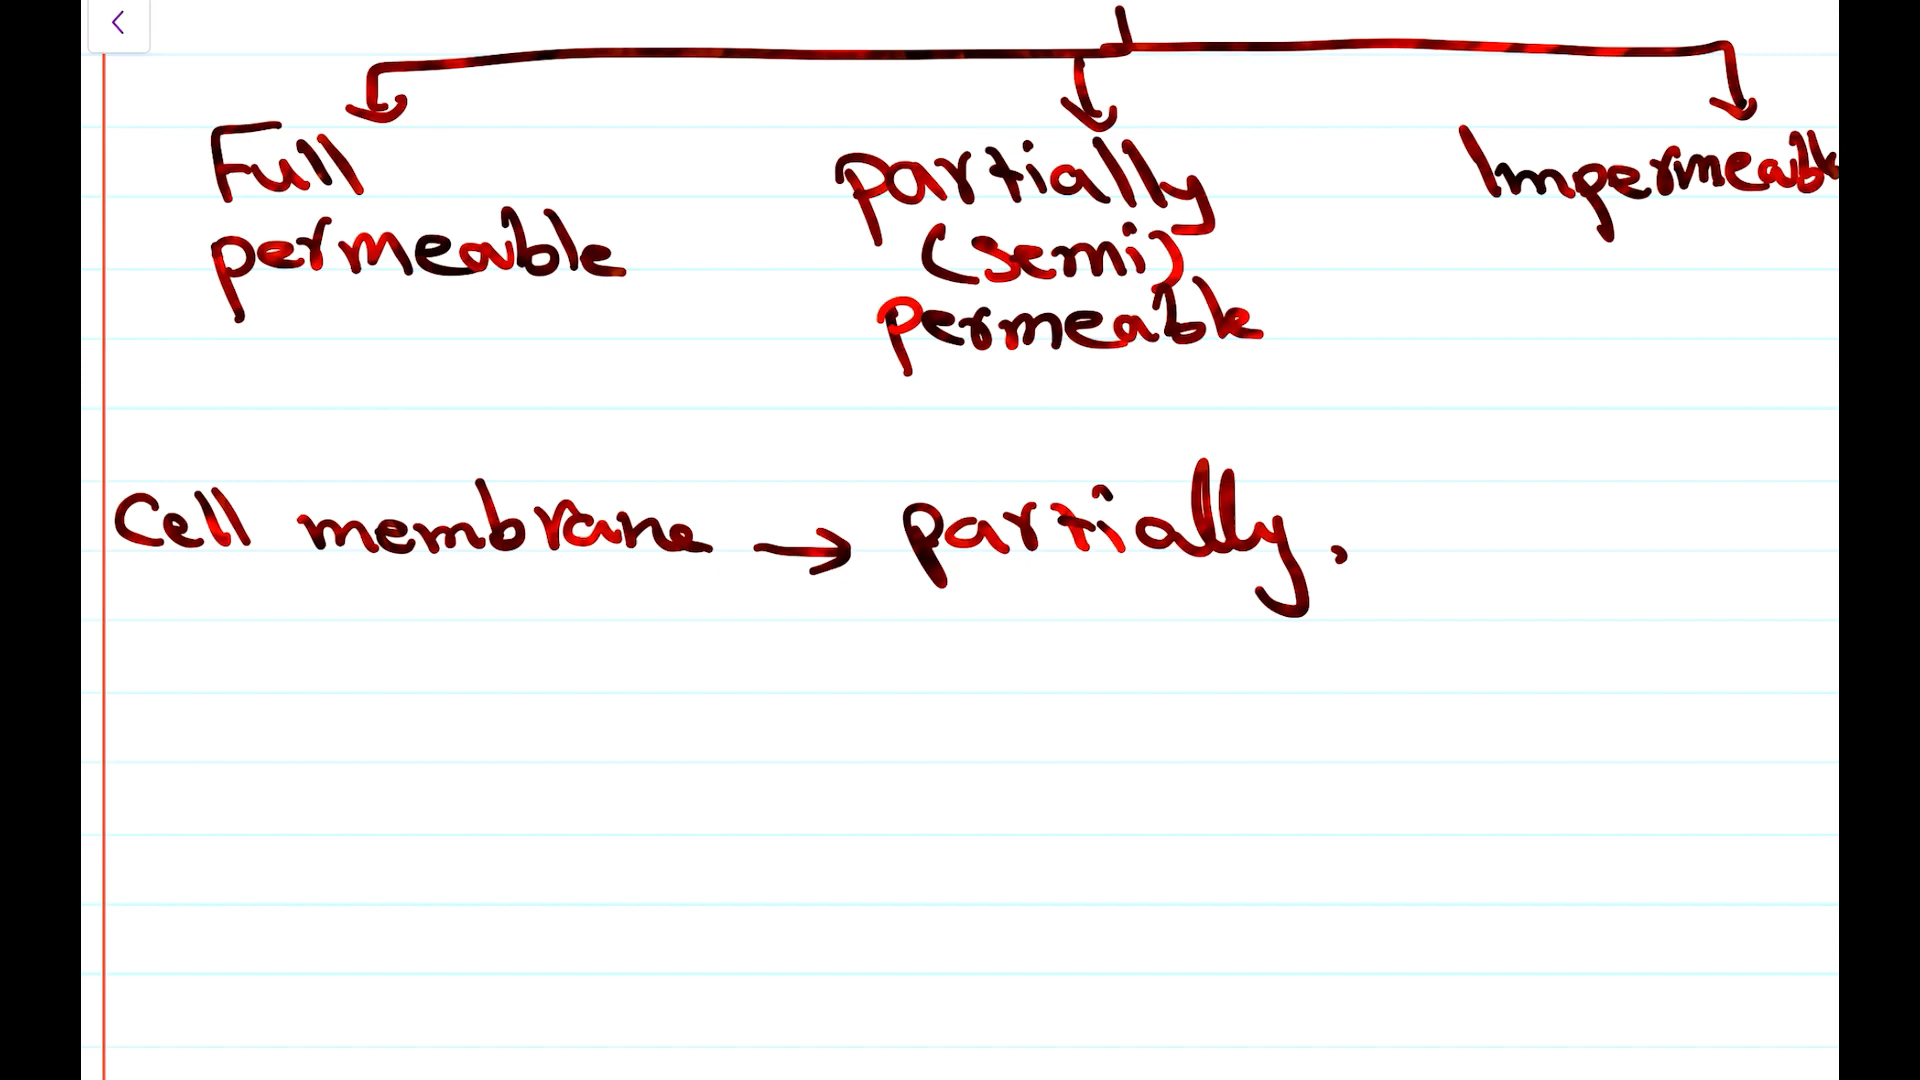 Full
permeable
partially
(semi)
permeable
Impermeable
Cell membrane → partially.